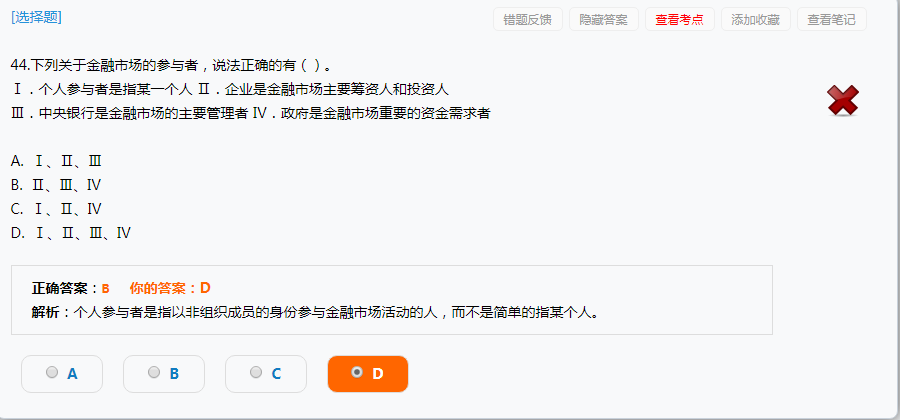 [选择题]
错题反馈 隐藏答案 查看考点 添加收藏 查看笔记
44.下列关于金融市场的参与者，说法正确的有（ ）。
Ⅰ．个人参与者是指某一个人 Ⅱ．企业是金融市场主要筹资人和投资人
Ⅲ．中央银行是金融市场的主要管理者 Ⅳ．政府是金融市场重要的资金需求者
A. Ⅰ、Ⅱ、Ⅲ
B. Ⅱ、Ⅲ、Ⅳ
C. Ⅰ、Ⅱ、Ⅳ
D. Ⅰ、Ⅱ、Ⅲ、Ⅳ
正确答案：B 你的答案：D
解析：个人参与者是指以非组织成员的身份参与金融市场活动的人，而不是简单的指某个人。
A B C D